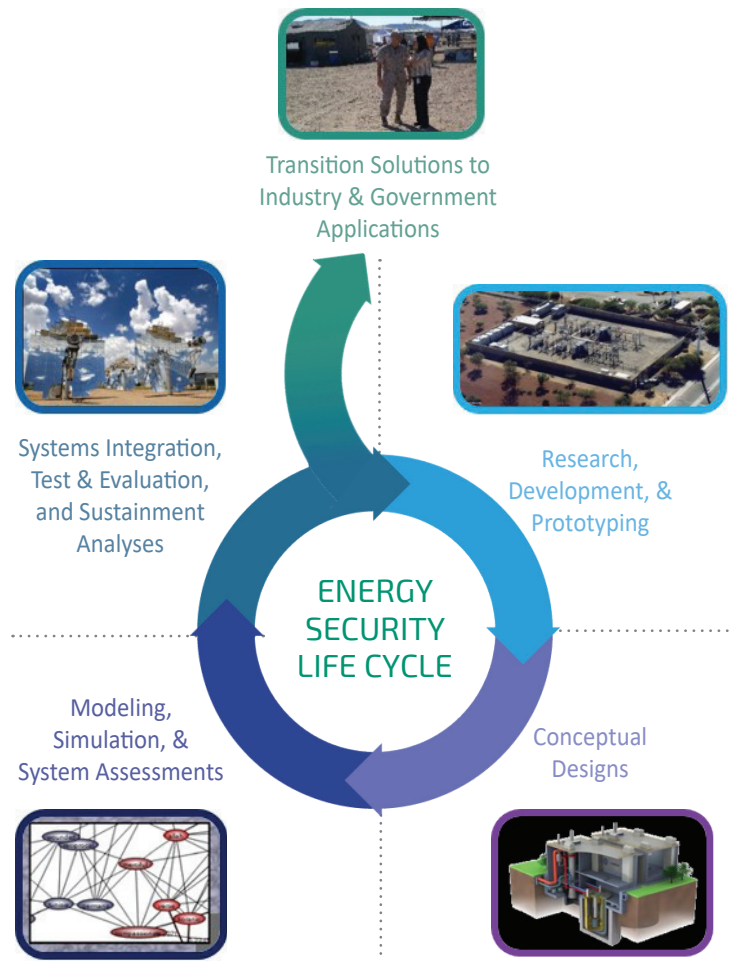 Transition Solutions to
Industry & Government
Applications
Systems Integration,
Test & Evaluation,
and Sustainment
Analyses
Research,
Development, &
Prototyping
ENERGY
SECURITY
LIFE CYCLE
Modeling,
Simulation, &
System Assessments
Conceptual
Designs